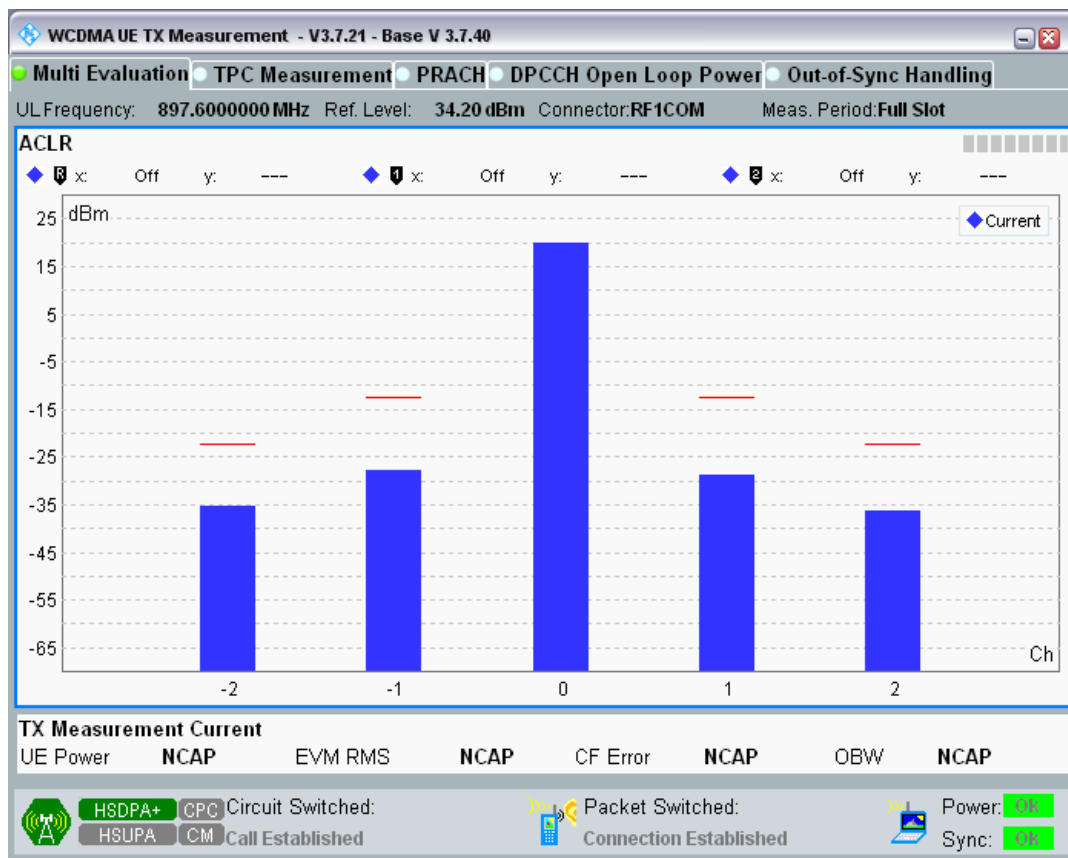 WCDMA UE TX Measurement - V3.7.21 - Base V 3.7.40
Multi Evaluation TPC Measurement PRACH DPCCH Open Loop Power Out-of-Sync Handling
UL Frequency: 897.6000000 MHz Ref. Level: 34.20 dBm Connector:RF1COM Meas. Period:Full Slot
ACLR
R x: Off y: --- 1 x: Off y: --- 2 x: Off y: ---
dBm
Current
25
15
5
-5
-15
-25
-35
-45
-55
-65
Ch
-2 -1 0 1 2
TX Measurement Current
UE Power NCAP EVM RMS NCAP CF Error NCAP OBW NCAP
HSDPA+ CPC Circuit Switched: Packet Switched: Power: OK
HSUPA CM Call Established Connection Established Sync: OK